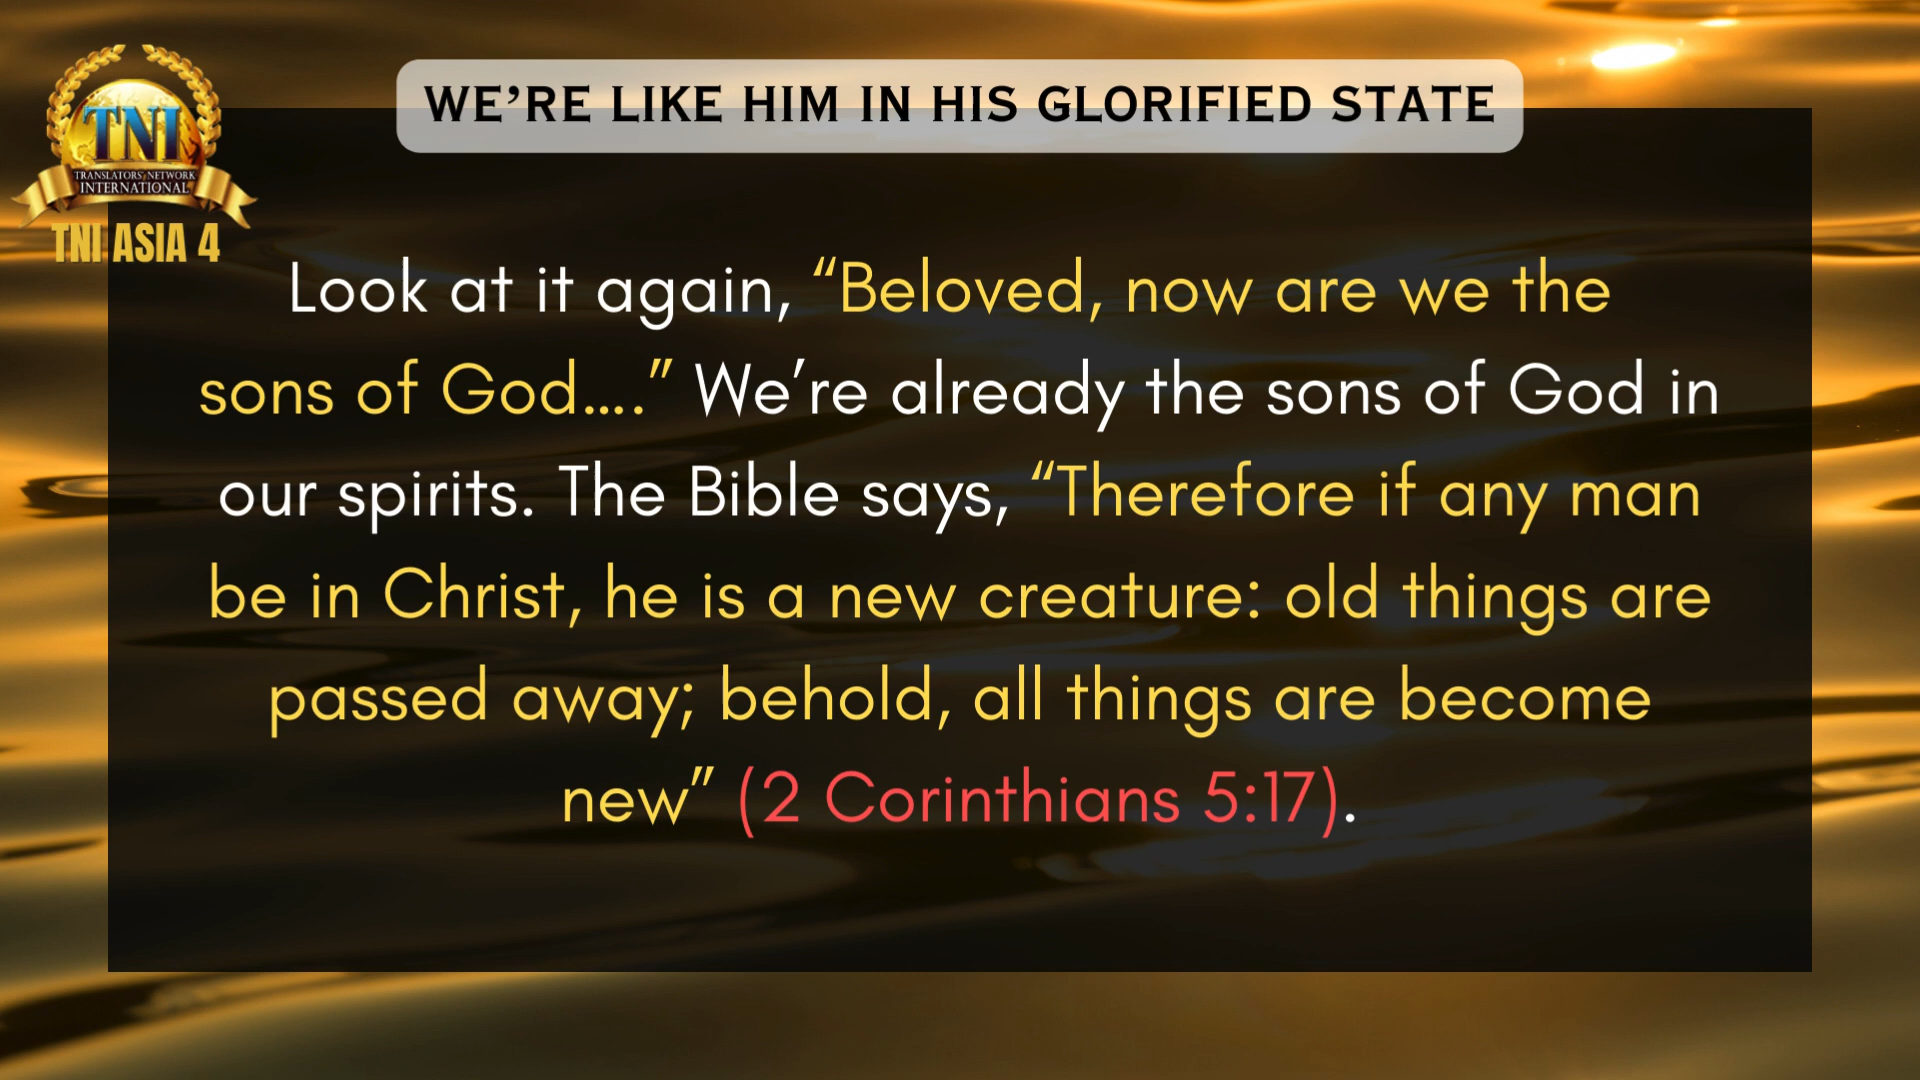 WE’RE LIKE HIM IN HIS GLORIFIED STATE
TNI
TRANSLATORS' NETWORK
INTERNATIONAL
TNI ASIA 4
Look at it again, “Beloved, now are we the
sons of God….” We’re already the sons of God in
our spirits. The Bible says, “Therefore if any man
be in Christ, he is a new creature: old things are
passed away; behold, all things are become
new” (2 Corinthians 5:17).